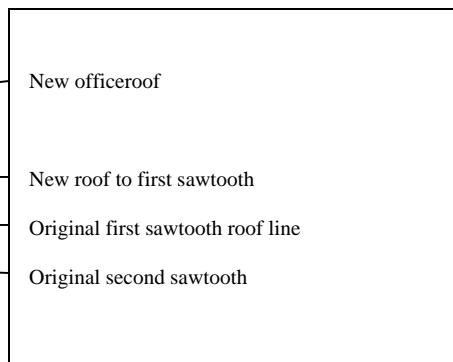 New officeroof
New roof to first sawtooth
Original first sawtooth roof line
Original second sawtooth